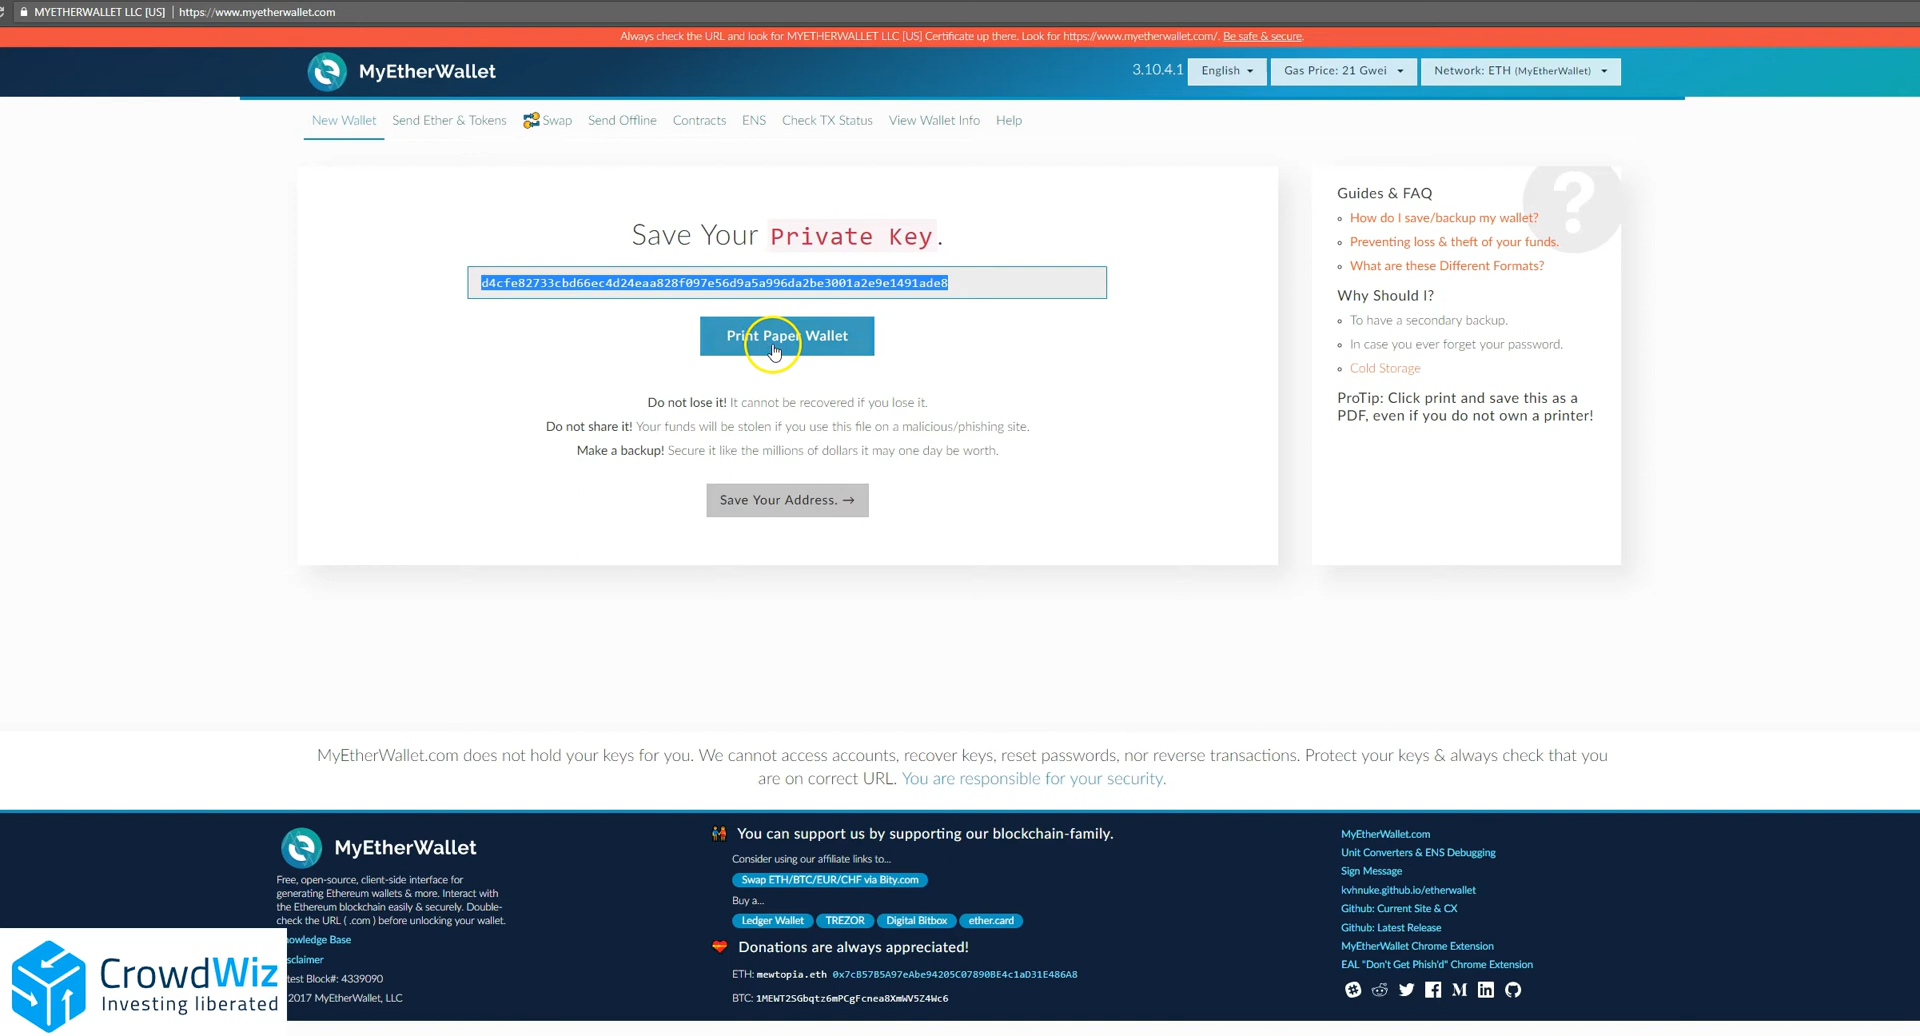 MYETHERWALLET LLC [US] | https://www.myetherwallet.com
Always check the URL and look for MYETHERWALLET LLC [US] Certificate up there. Look for https://www.myetherwallet.com/. Be safe & secure.
MyEtherWallet
3.10.4.1
English
Gas Price: 21 Gwei
Network: ETH (MyEtherWallet)
New Wallet
Send Ether & Tokens
Swap
Send Offline
Contracts
ENS
Check TX Status
View Wallet Info
Help
Save Your Private Key.
d4cfe82733cbd66ec4d24eaa828f097e56d9a5a996da2be3001a2e9e1491ade8
Print Paper Wallet
Do not lose it! It cannot be recovered if you lose it.
Do not share it! Your funds will be stolen if you use this file on a malicious/phishing site.
Make a backup! Secure it like the millions of dollars it may one day be worth.
Save Your Address. →
Guides & FAQ
How do I save/backup my wallet?
Preventing loss & theft of your funds.
What are these Different Formats?
Why Should I?
To have a secondary backup.
In case you ever forget your password.
Cold Storage
ProTip: Click print and save this as a
PDF, even if you do not own a printer!
MyEtherWallet.com does not hold your keys for you. We cannot access accounts, recover keys, reset passwords, nor reverse transactions. Protect your keys & always check that you
are on correct URL. You are responsible for your security.
MyEtherWallet
Free, open-source, client-side interface for
generating Ethereum wallets & more. Interact with
the Ethereum blockchain easily & securely. Double-
check the URL ( .com ) before unlocking your wallet.
nowledge Base
isclaimer
test Block#: 4339090
2017 MyEtherWallet, LLC
You can support us by supporting our blockchain-family.
Consider using our affiliate links to...
Swap ETH/BTC/EUR/CHF via Bity.com
Buy a...
Ledger Wallet
TREZOR
Digital Bitbox
ether.card
Donations are always appreciated!
ETH: mewtopia.eth 0x7cB57B5A97eAbe94205C07890BE4c1aD31E486A8
BTC: 1MEWT2SGbqtz6mPCgFcnea8XmWV5Z4Wc6
MyEtherWallet.com
Unit Converters & ENS Debugging
Sign Message
kvhnuke.github.io/etherwallet
Github: Current Site & CX
Github: Latest Release
MyEtherWallet Chrome Extension
EAL "Don't Get Phish'd" Chrome Extension
CrowdWiz
Investing liberated